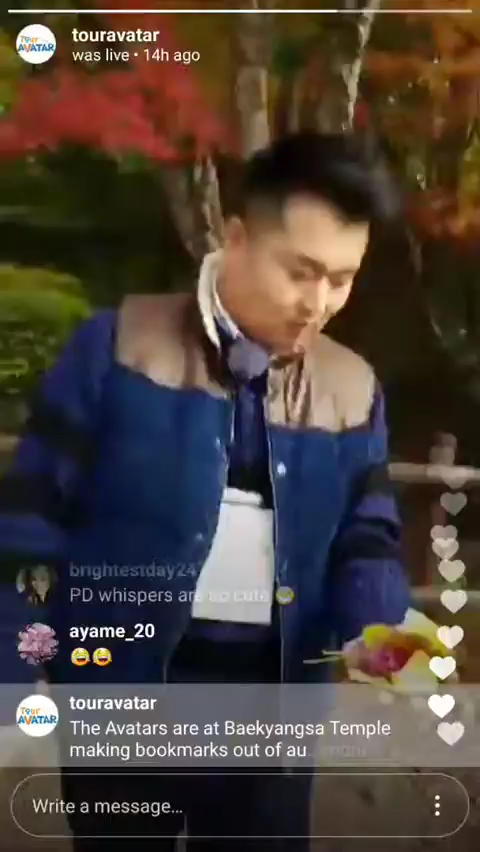 Tour
AVATAR
touravatar
was live • 14h ago
brightestday24
PD whispers are so cute 😄
ayame_20
😂😂
Tour
AVATAR
touravatar
The Avatars are at Baekyangsa Temple
making bookmarks out of au
Write a message...